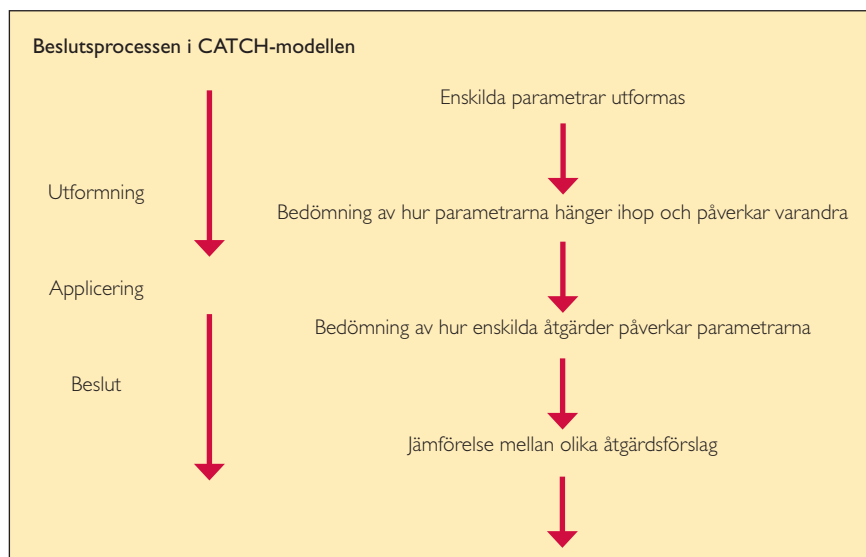 Beslutsprocessen i CATCH-modellen
Enskilda parametrar utformas
Utformning
Bedömning av hur parametrarna hänger ihop och påverkar varandra
Applicering
Bedömning av hur enskilda åtgärder påverkar parametrarna
Beslut
Jämförelse mellan olika åtgärdsförslag